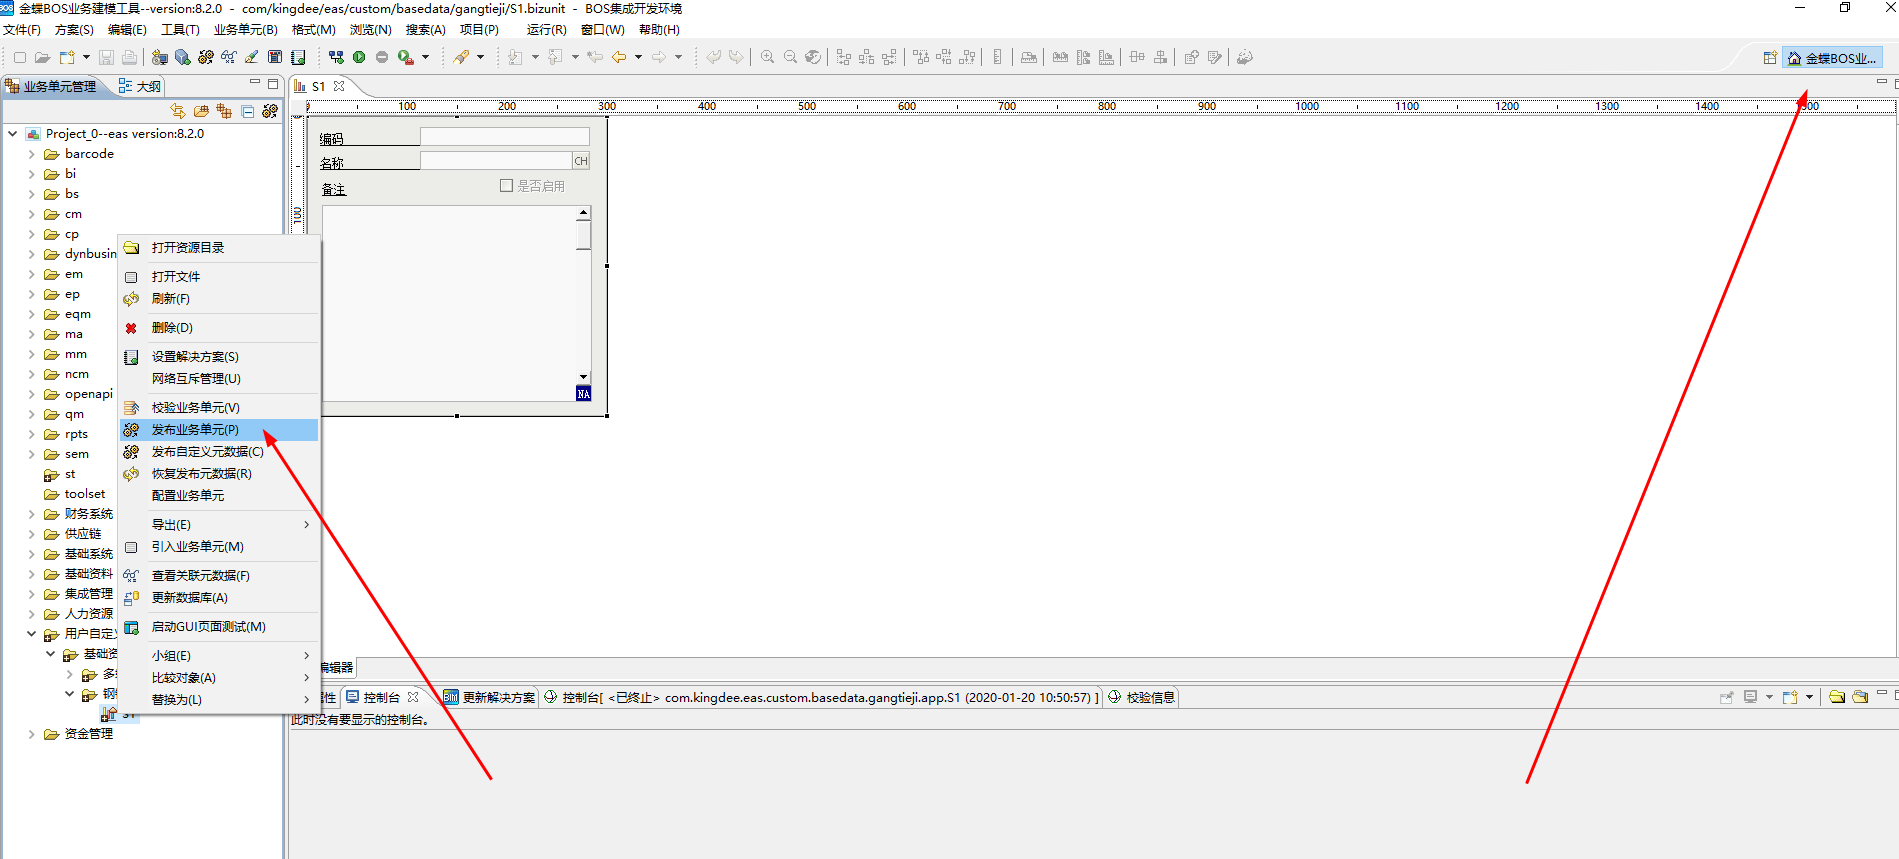 金蝶BOS业务建模工具--version:8.2.0 - com/kingdee/eas/custom/basedata/gangtieji/S1.bizunit - BOS集成开发环境
文件(F) 方案(S) 编辑(E) 工具(T) 业务单元(B) 格式(M) 浏览(N) 搜索(A) 项目(P) 运行(R) 窗口(W) 帮助(H)
金蝶BOS业...
业务单元管理 大纲
S1
100 200 300 400 500 600 700 800 900 1000 1100 1200 1300 1400
Project_0--eas version:8.2.0
barcode
bi
bs
cm
cp
dynbusin
em
ep
eqm
ma
mm
ncm
openapi
qm
rpts
sem
st
toolset
财务系统
供应链
基础系统
基础资料
集成管理
人力资源
用户自定
基础
S1
资金管理
打开资源目录
打开文件
刷新(F)
删除(D)
设置解决方案(S)
网络互斥管理(U)
校验业务单元(V)
发布业务单元(P)
发布自定义元数据(C)
恢复发布元数据(R)
配置业务单元
导出(E)
引入业务单元(M)
查看关联元数据(F)
更新数据库(A)
启动GUI页面测试(M)
小组(E)
比较对象(A)
替换为(L)
100
编码
名称
CH
备注
是否启用
NA
编辑器
性 控制台 更新解决方案 控制台[ <已终止> com.kingdee.eas.custom.basedata.gangtieji.app.S1 (2020-01-20 10:50:57) ] 校验信息
此时没有要显示的控制台。